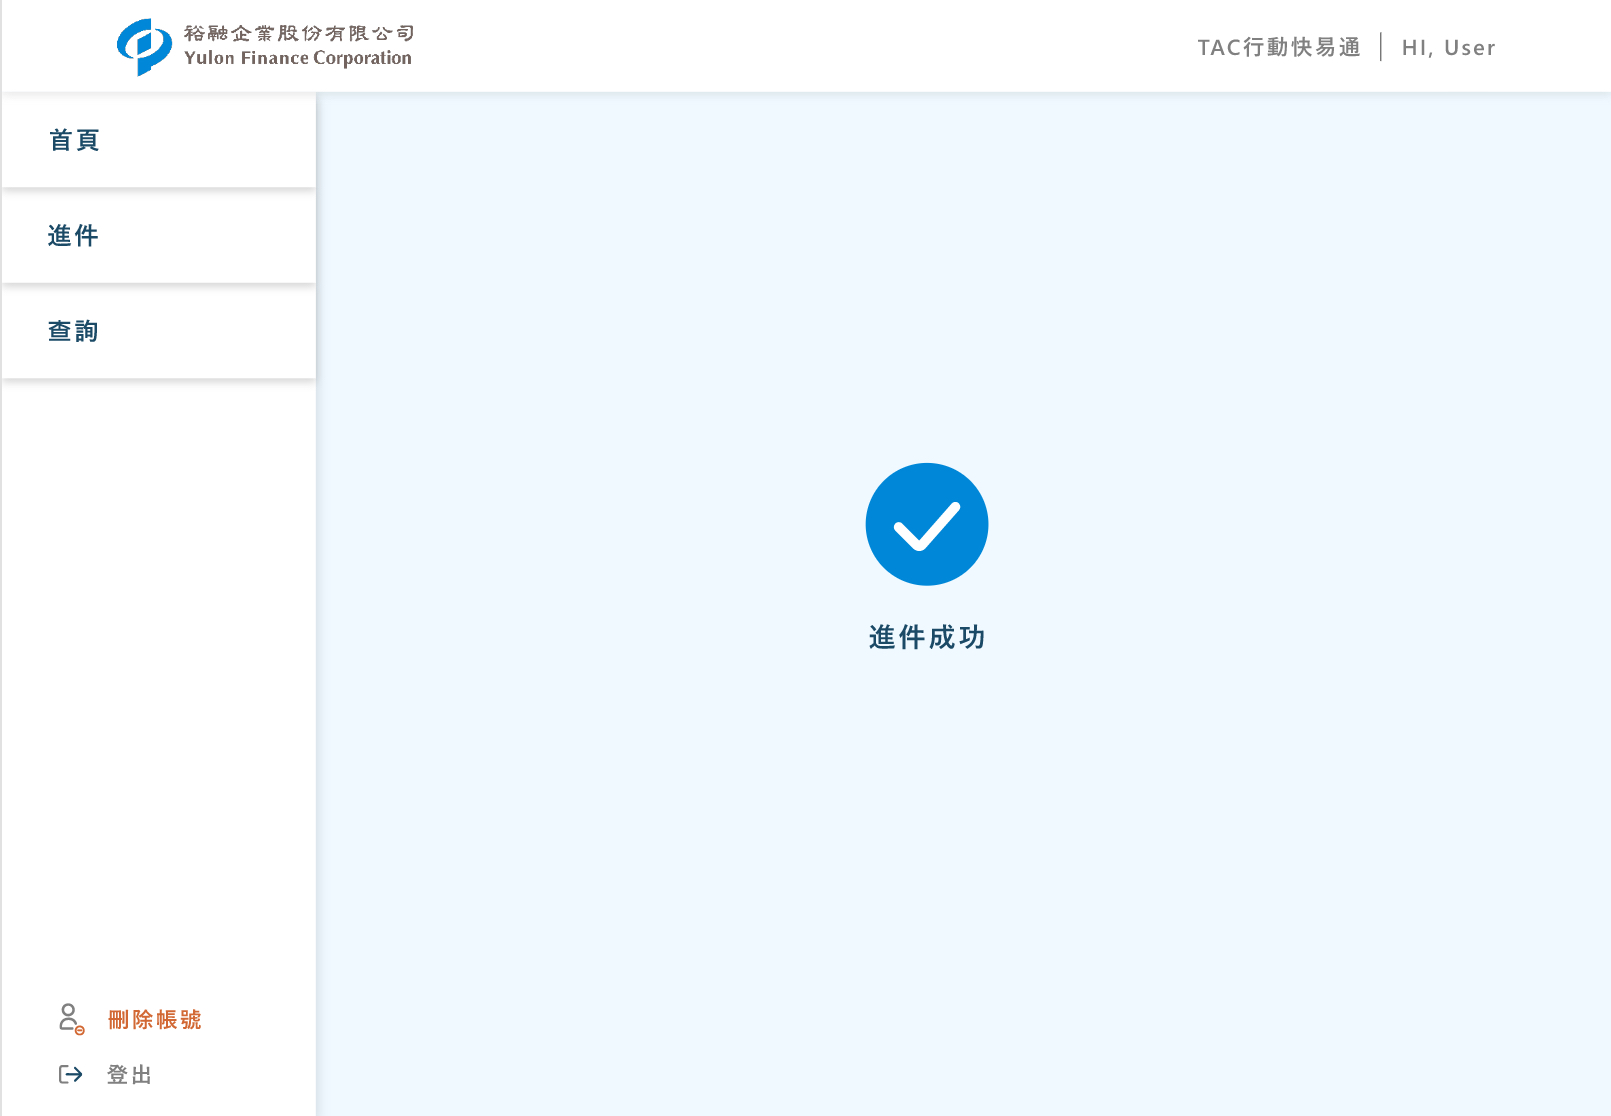 裕融企業股份有限公司
Yulon Finance Corporation
TAC行動快易通
HI, User
首頁
進件
查詢
進件成功
刪除帳號
登出